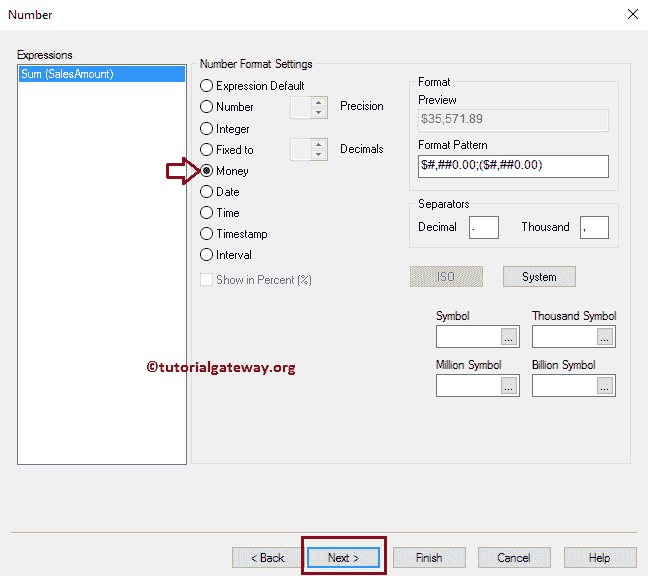 Number
Expressions
Sum (SalesAmount)
Number Format Settings
Expression Default
Number
Precision
Integer
Fixed to
Decimals
Money
Date
Time
Timestamp
Interval
Show in Percent (%)
Format
Preview
$35,571.89
Format Pattern
$#,##0.00;($#,##0.00)
Separators
Decimal .
Thousand ,
ISO
System
Symbol
...
Thousand Symbol
...
Million Symbol
...
Billion Symbol
...
©tutorialgateway.org
< Back
Next >
Finish
Cancel
Help